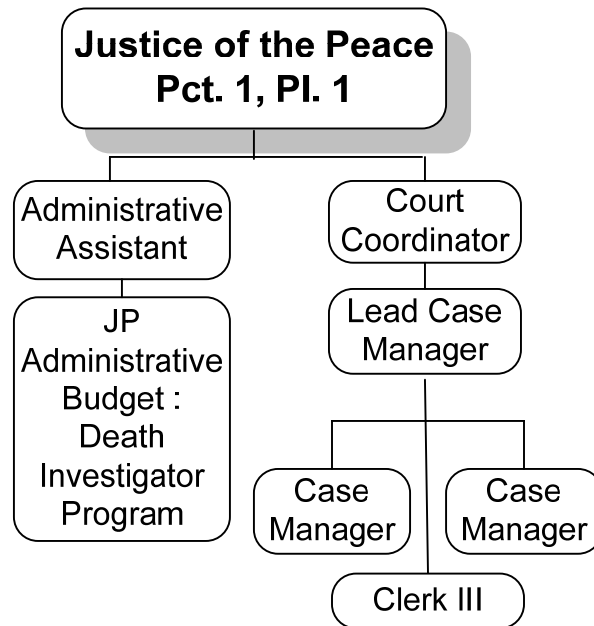 Justice of the Peace
Pct. 1, Pl. 1
Administrative
Assistant
Court
Coordinator
JP
Administrative
Budget :
Death
Investigator
Program
Lead Case
Manager
Case
Manager
Case
Manager
Clerk III